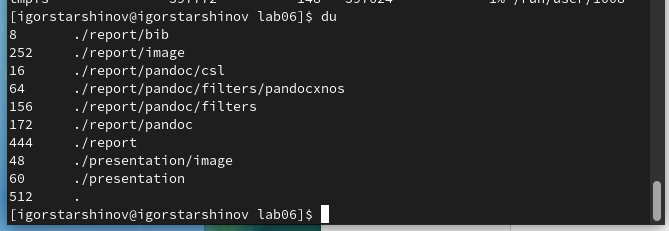 [igorstarshinov@igorstarshinov lab06]$ du
8 ./report/bib
252 ./report/image
16 ./report/pandoc/csl
64 ./report/pandoc/filters/pandocxnos
156 ./report/pandoc/filters
172 ./report/pandoc
444 ./report
48 ./presentation/image
60 ./presentation
512 .
[igorstarshinov@igorstarshinov lab06]$